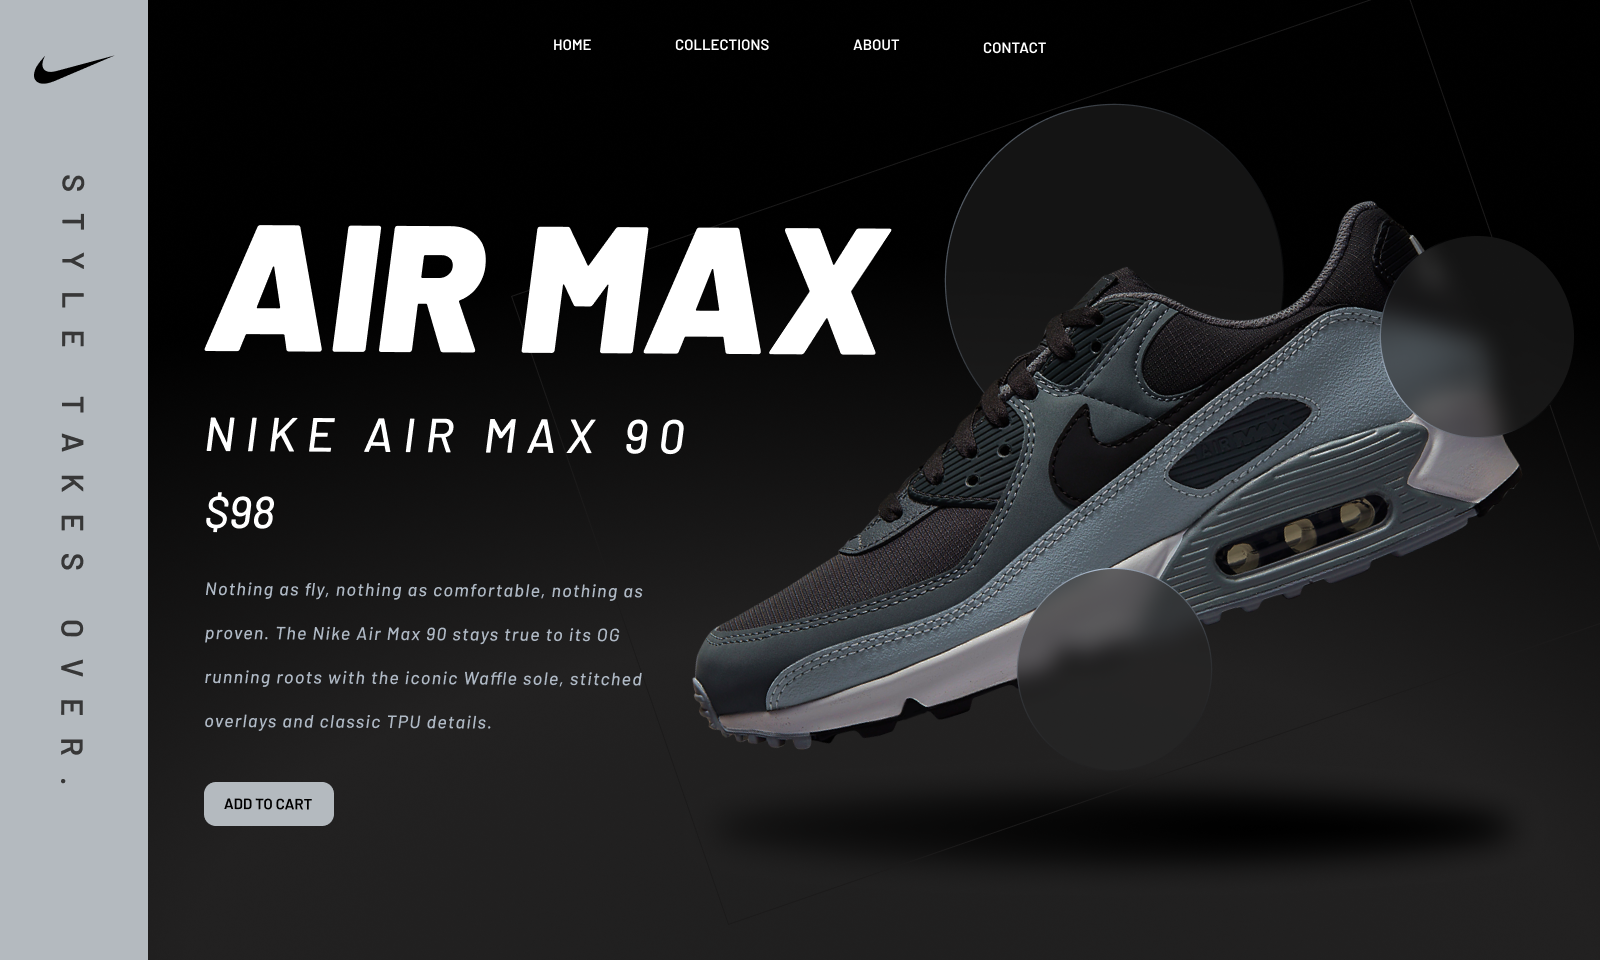 HOME
COLLECTIONS
ABOUT
CONTACT
STYLE TAKES OVER.
AIR MAX
NIKE AIR MAX 90
$98
Nothing as fly, nothing as comfortable, nothing as
proven. The Nike Air Max 90 stays true to its OG
running roots with the iconic Waffle sole, stitched
overlays and classic TPU details.
ADD TO CART